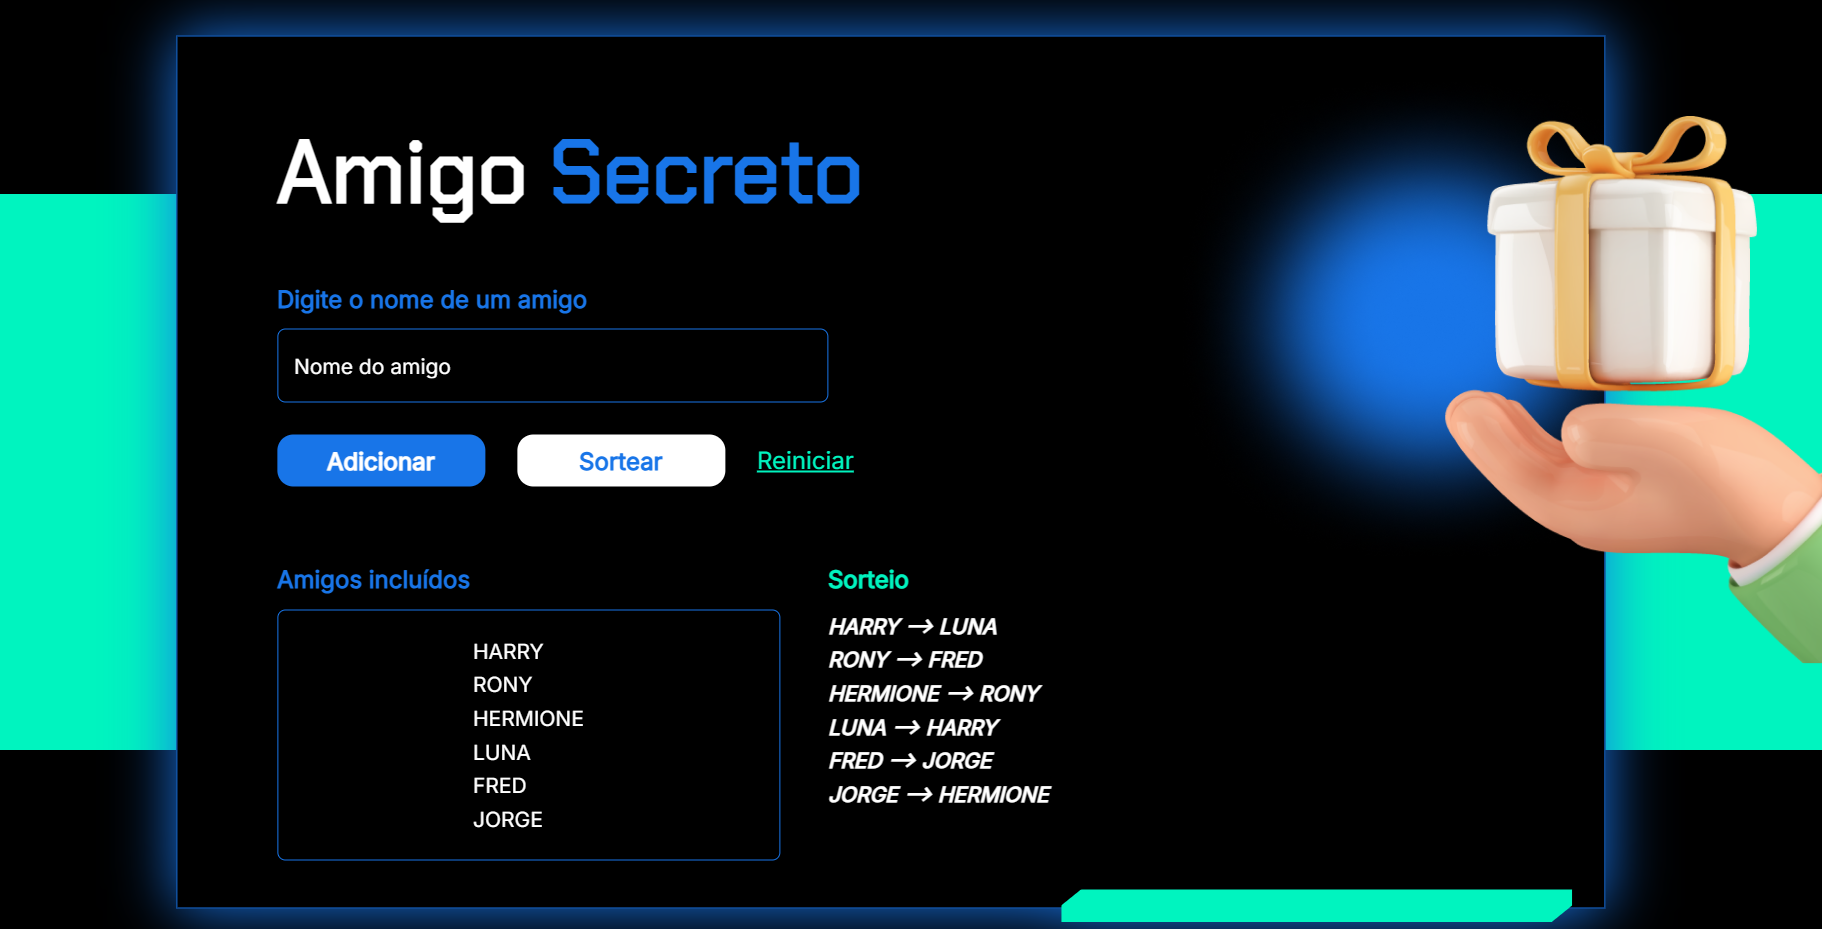 Amigo Secreto
Digite o nome de um amigo
Nome do amigo
Adicionar
Sortear
Reiniciar
Amigos incluídos
HARRY
RONY
HERMIONE
LUNA
FRED
JORGE
Sorteio
HARRY → LUNA
RONY → FRED
HERMIONE → RONY
LUNA → HARRY
FRED → JORGE
JORGE → HERMIONE